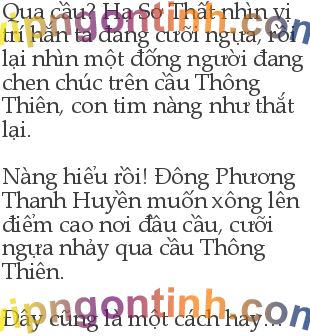 Qua cầu? Hạ Sơ Thất nhìn vị
trí hắn ta đang cưỡi ngựa, rồi
lại nhìn một đống người đang
chen chúc trên cầu Thông
Thiên, con tim nàng như thắt
lại.
Nàng hiểu rồi! Đông Phương
Thanh Huyền muốn xông lên
điểm cao nơi đầu cầu, cưỡi
ngựa nhảy qua cầu Thông
Thiên.
Đây cũng là một cách hay...